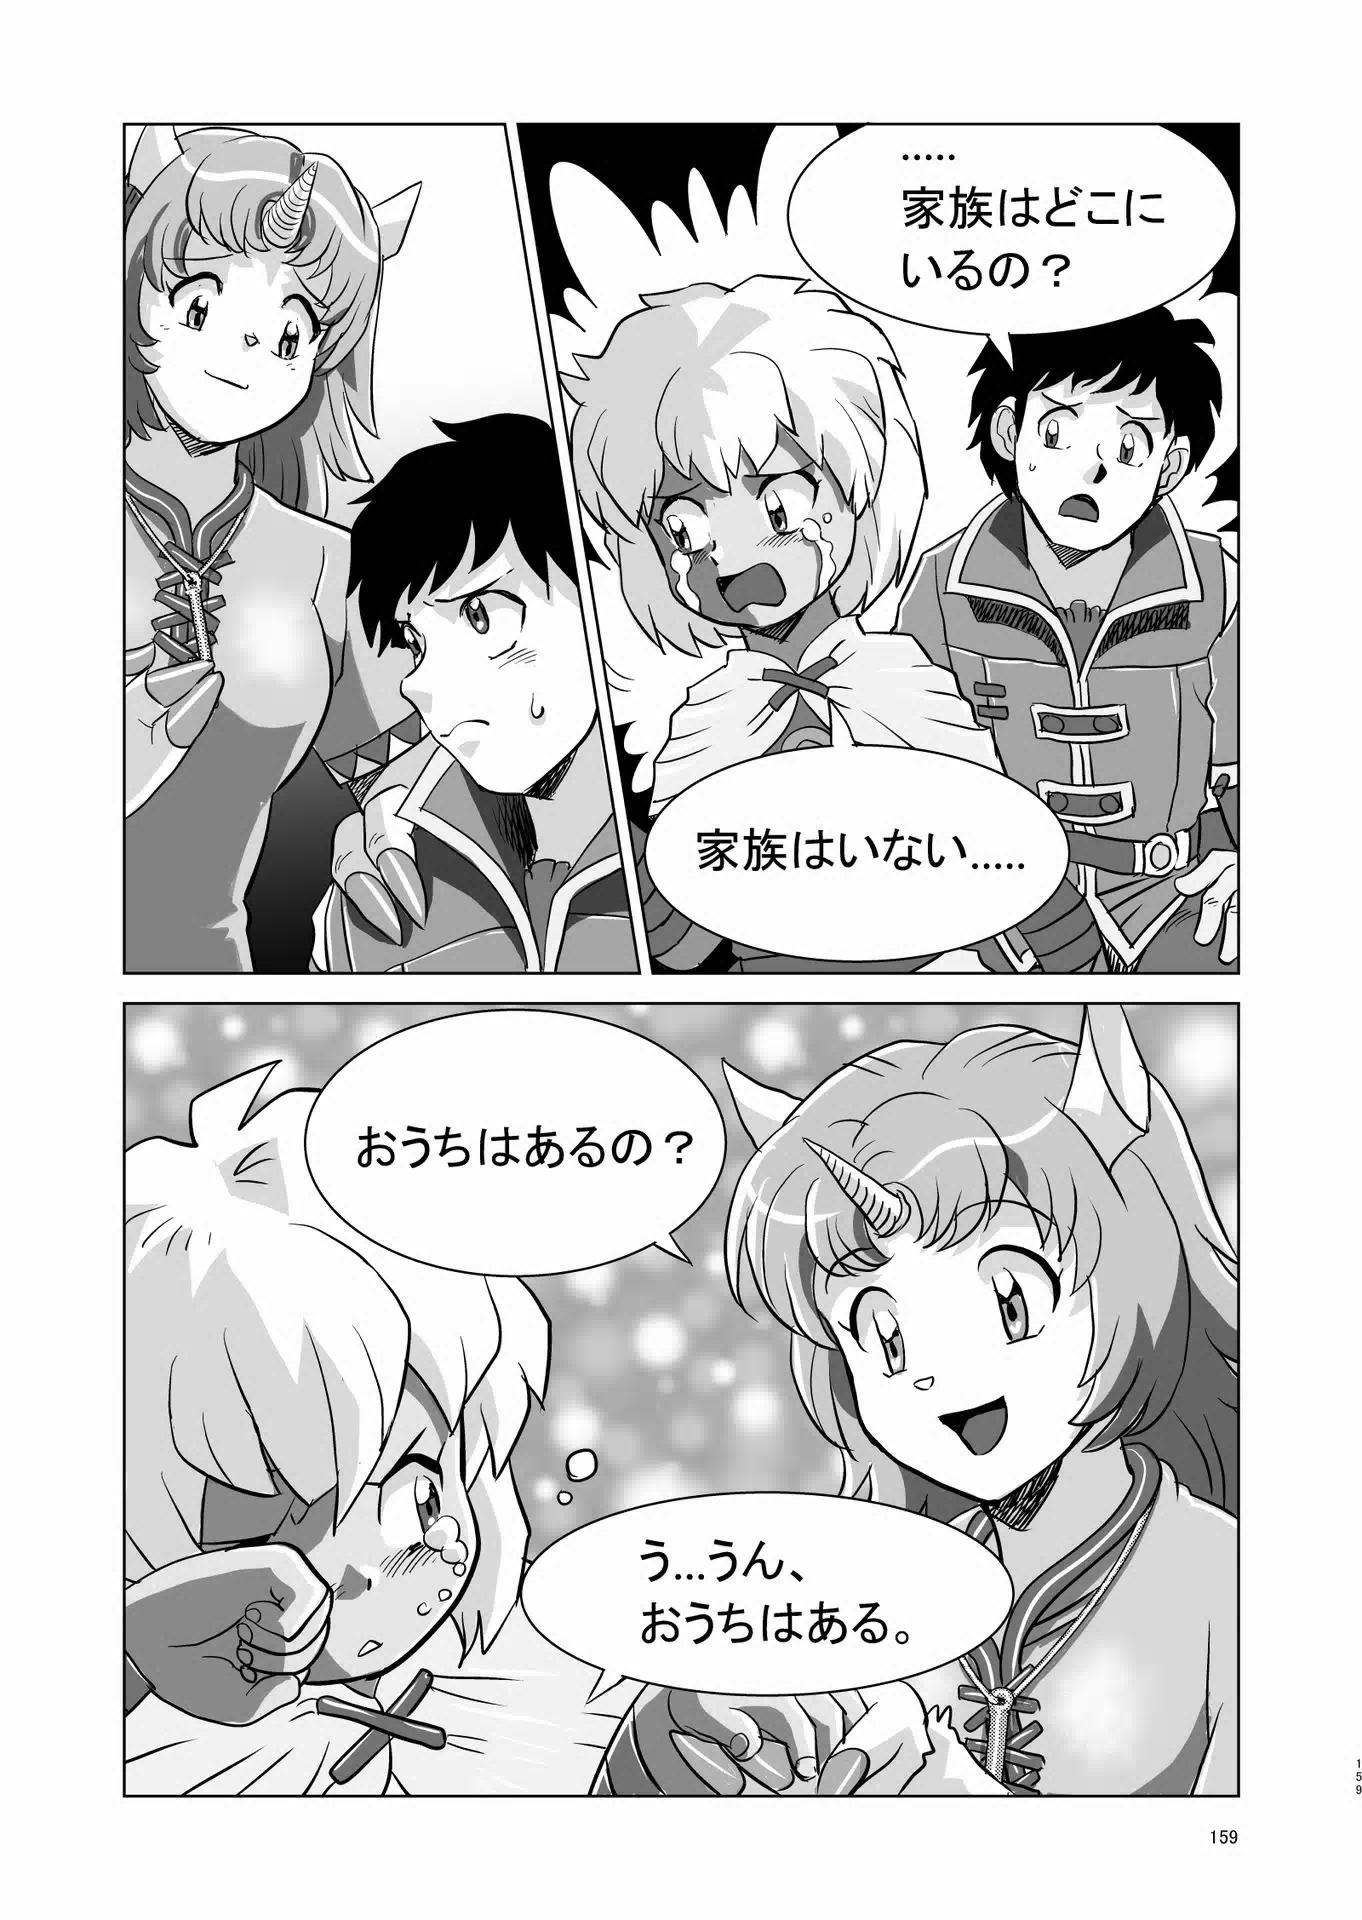 .....
家族はどこに
いるの？
家族はいない.....
おうちはあるの？
う...うん、
おうちはある。
159
159